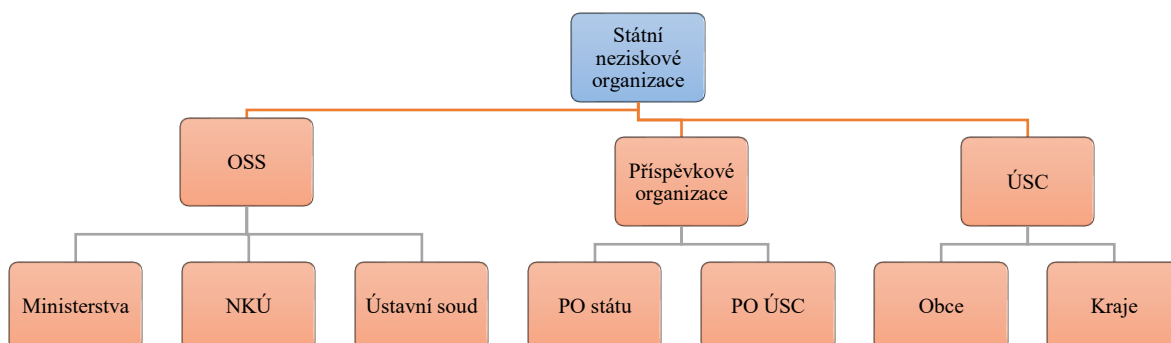 Státní
neziskové
organizace
OSS
Příspěvkové
organizace
ÚSC
Ministerstva
NKÚ
Ústavní soud
PO státu
PO ÚSC
Obce
Kraje